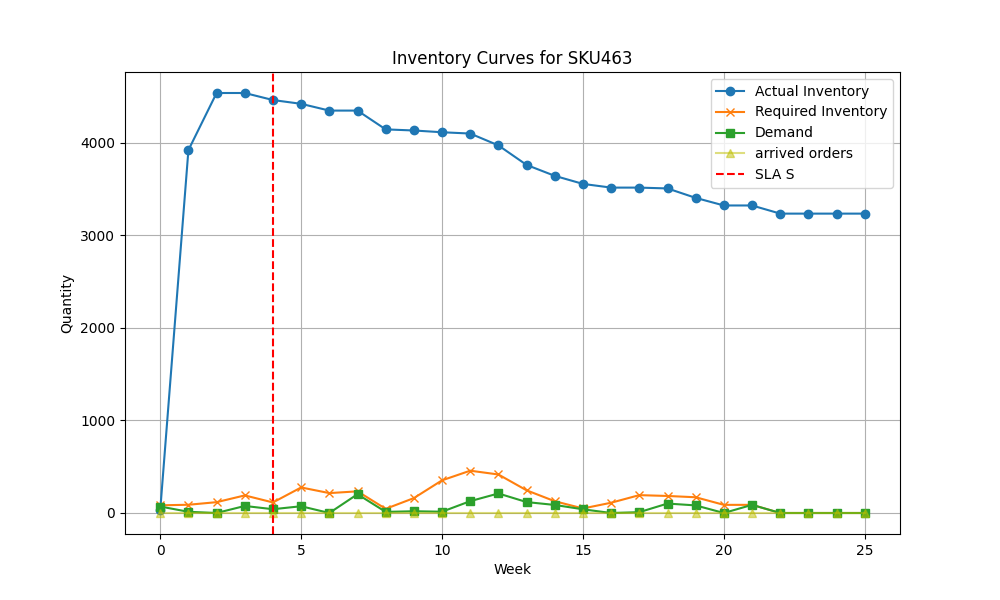 Inventory Curves for SKU463
Actual Inventory
Required Inventory
Demand
arrived orders
SLA S
Quantity
4000
3000
2000
1000
0
0 5 10 15 20 25
Week